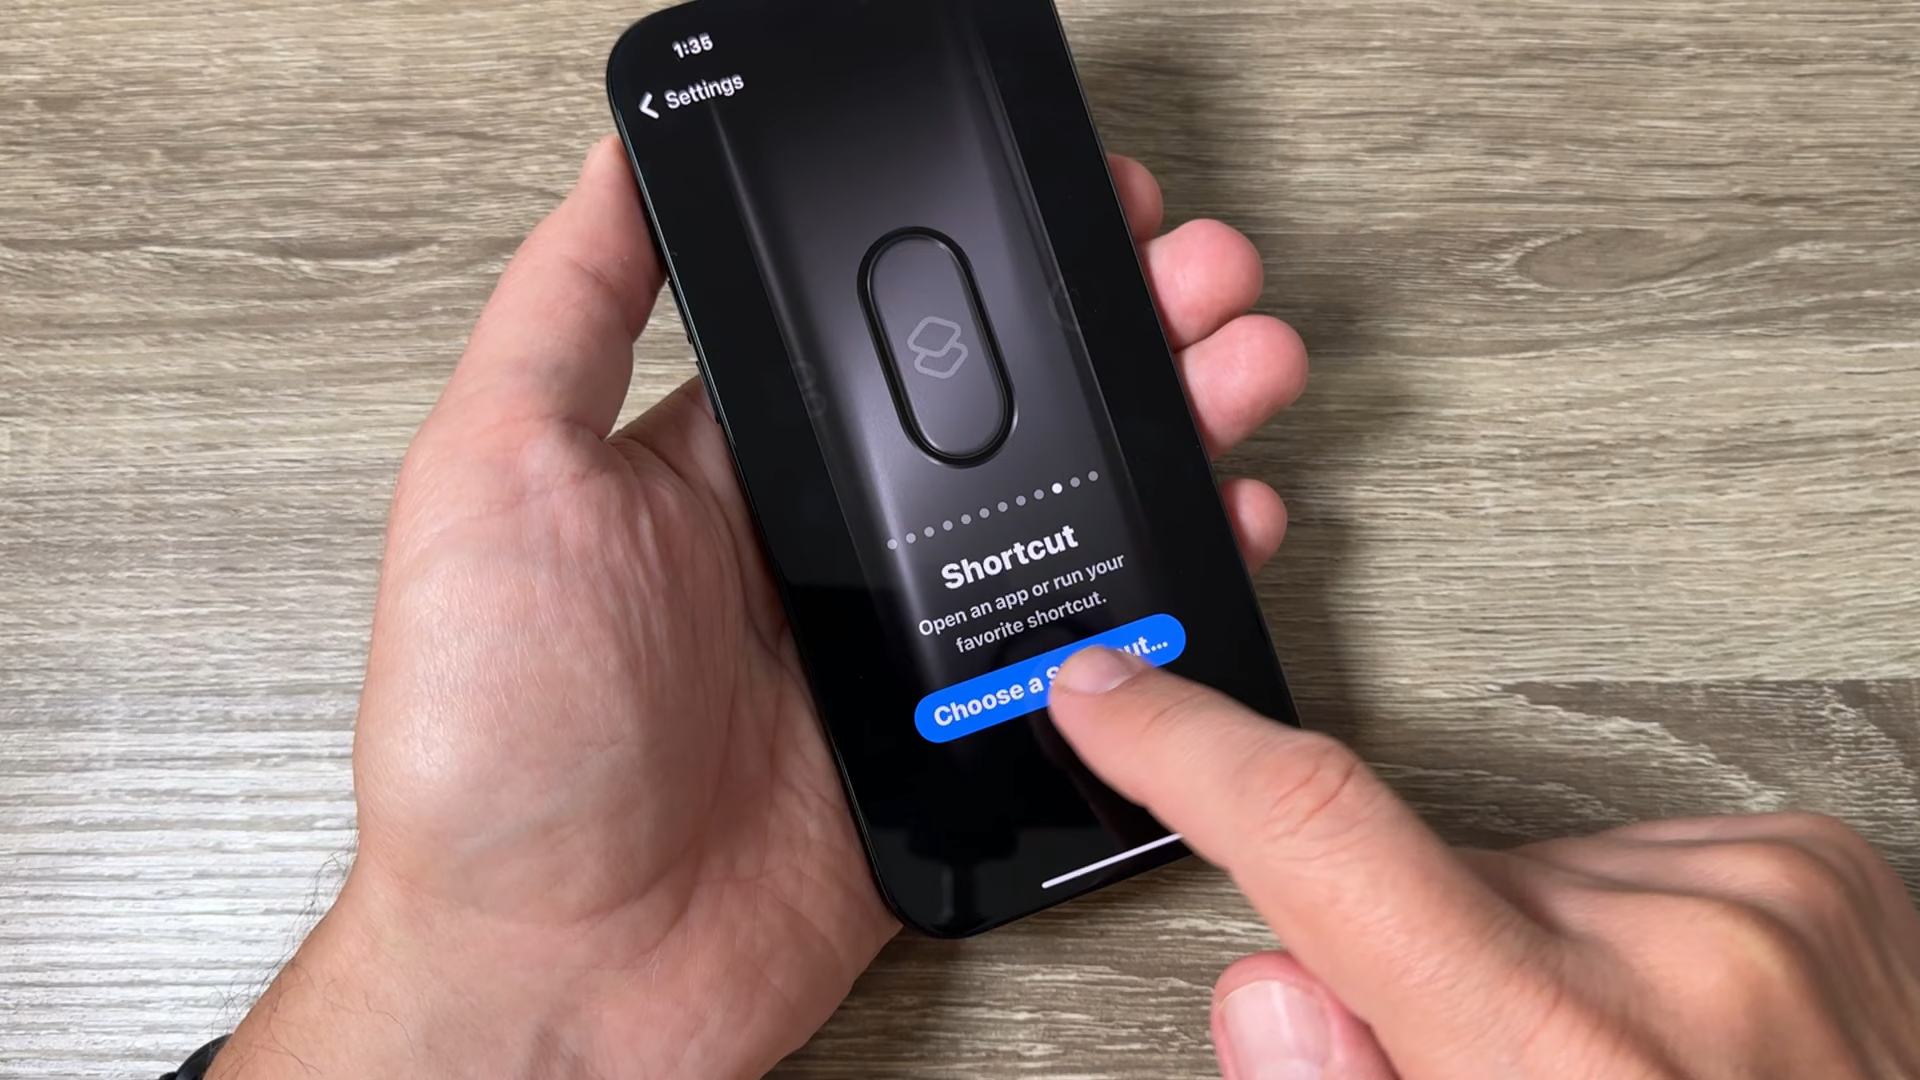 1:35
Settings
Shortcut
Open an app or run your
favorite shortcut.
Choose a